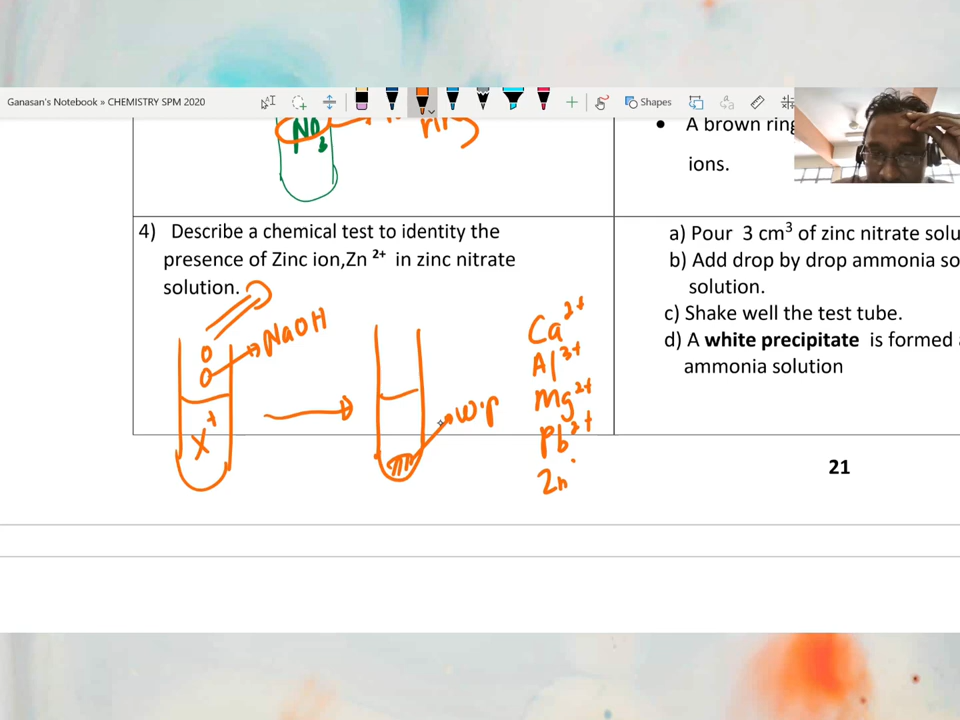 Ganasan's Notebook » CHEMISTRY SPM 2020
Shapes
NO3
• A brown ring
ions.
4) Describe a chemical test to identity the
presence of Zinc ion,Zn 2+ in zinc nitrate
solution.
a) Pour 3 cm3 of zinc nitrate solu
b) Add drop by drop ammonia so
solution.
c) Shake well the test tube.
d) A white precipitate is formed
ammonia solution
NaOH
X+
w.p
Ca2+
Al3+
Mg2+
Pb2+
Zn
21